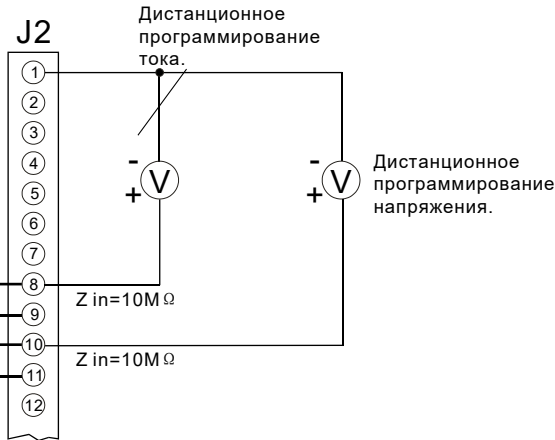 Дистанционное
программирование
тока.
J2
1
2
3
4
5
6
7
8
9
10
11
12
-
+
V
-
+
V
Дистанционное
программирование
напряжения.
Z in=10M Ω
Z in=10M Ω